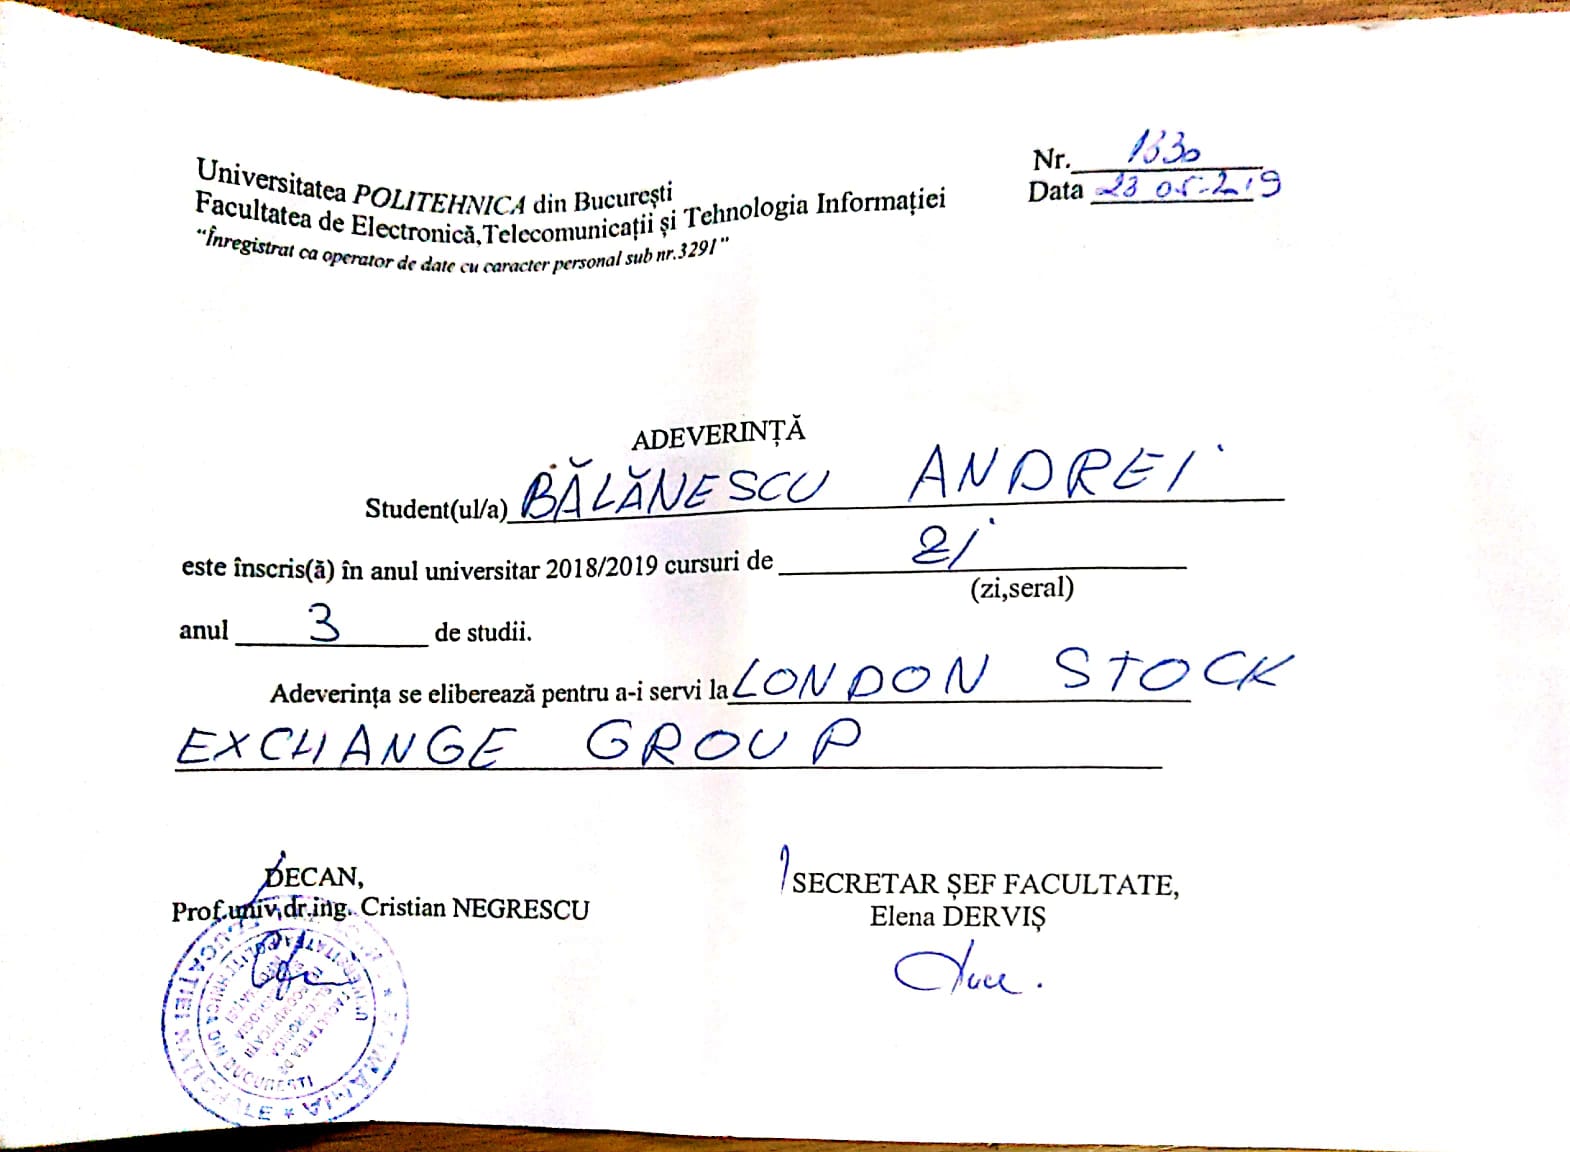 Universitatea POLITEHNICA din București
Facultatea de Electronică,Telecomunicații și Tehnologia Informației
“Înregistrat ca operator de date cu caracter personal sub nr.3291”
Nr. 1330
Data 23 05-219
ADEVERINȚĂ
Student(ul/a) BĂLĂNESCU ANDREI
este înscris(ă) în anul universitar 2018/2019 cursuri de zi
(zi,seral)
anul 3 de studii.
Adeverința se eliberează pentru a-i servi la LONDON STOCK
EXCHANGE GROUP
DECAN,
Prof.univ.dr.ing. Cristian NEGRESCU
SECRETAR ȘEF FACULTATE,
Elena DERVIȘ